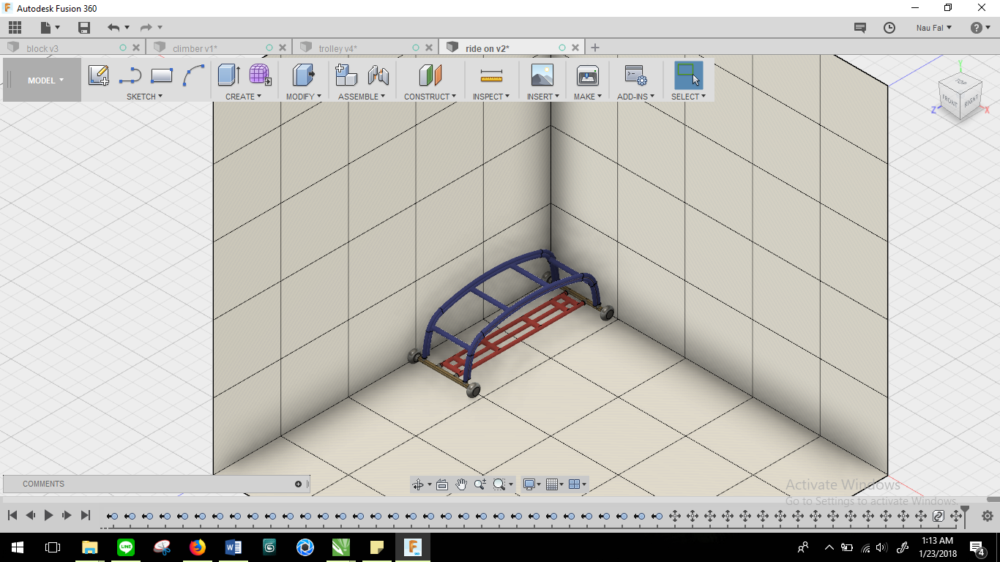 Autodesk Fusion 360
Nau Fal
block v3
climber v1*
trolley v4*
ride on v2*
MODEL
SKETCH
CREATE
MODIFY
ASSEMBLE
CONSTRUCT
INSPECT
INSERT
MAKE
ADD-INS
SELECT
Y
TOP
FRONT
RIGHT
Z
X
COMMENTS
Activate Windows
Go to Settings to activate Windows.
LINE
1:13 AM
1/23/2018
4